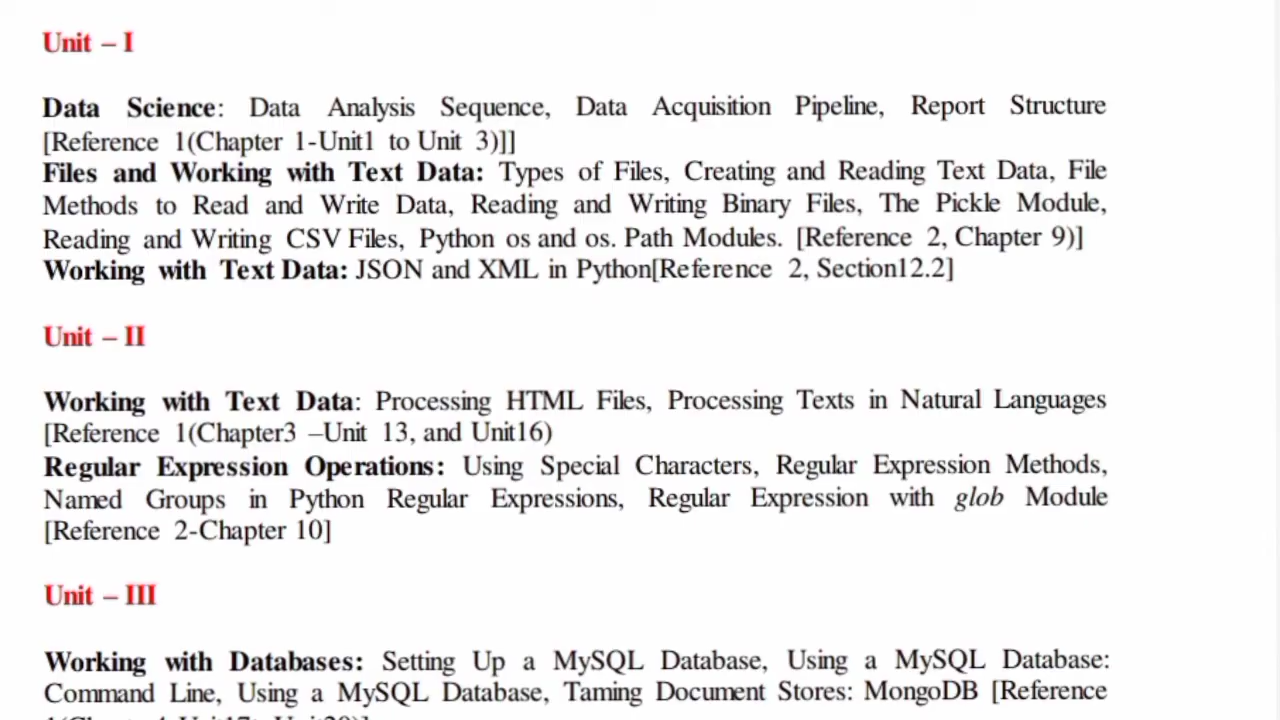 Unit – I
Data Science: Data Analysis Sequence, Data Acquisition Pipeline, Report Structure
[Reference 1(Chapter 1-Unit1 to Unit 3)]]
Files and Working with Text Data: Types of Files, Creating and Reading Text Data, File
Methods to Read and Write Data, Reading and Writing Binary Files, The Pickle Module,
Reading and Writing CSV Files, Python os and os. Path Modules. [Reference 2, Chapter 9)]
Working with Text Data: JSON and XML in Python[Reference 2, Section12.2]
Unit – II
Working with Text Data: Processing HTML Files, Processing Texts in Natural Languages
[Reference 1(Chapter3 –Unit 13, and Unit16)
Regular Expression Operations: Using Special Characters, Regular Expression Methods,
Named Groups in Python Regular Expressions, Regular Expression with glob Module
[Reference 2-Chapter 10]
Unit – III
Working with Databases: Setting Up a MySQL Database, Using a MySQL Database:
Command Line, Using a MySQL Database, Taming Document Stores: MongoDB [Reference